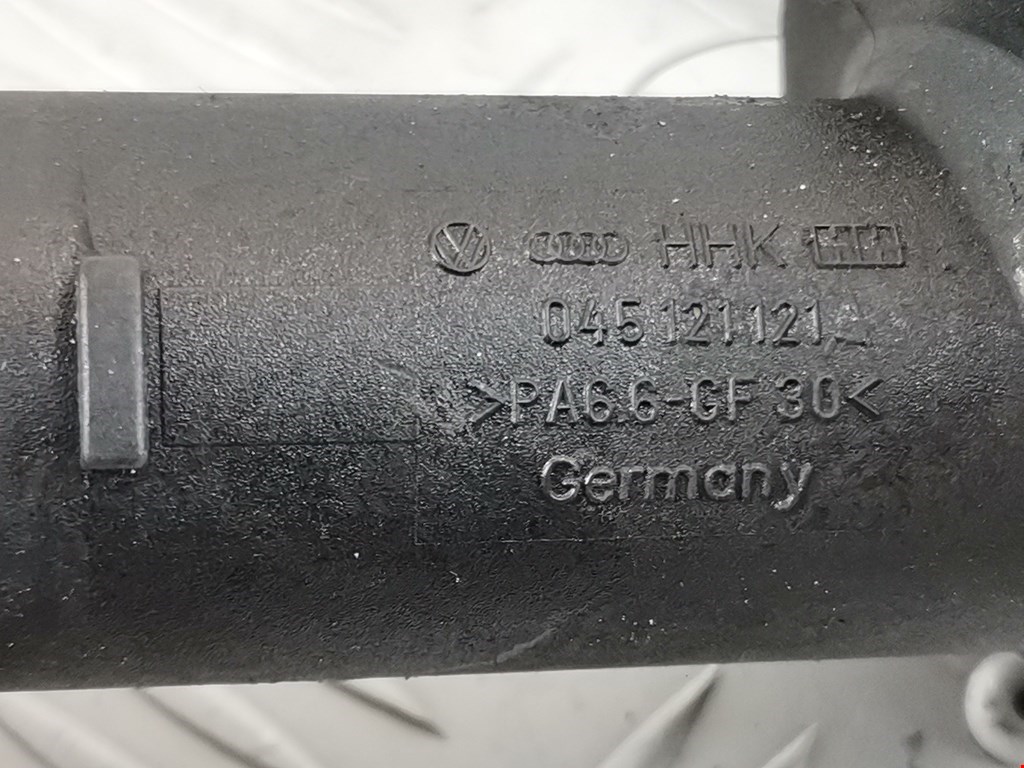 HHK
045 121 121
>PA6.6-GF 30<
Germany